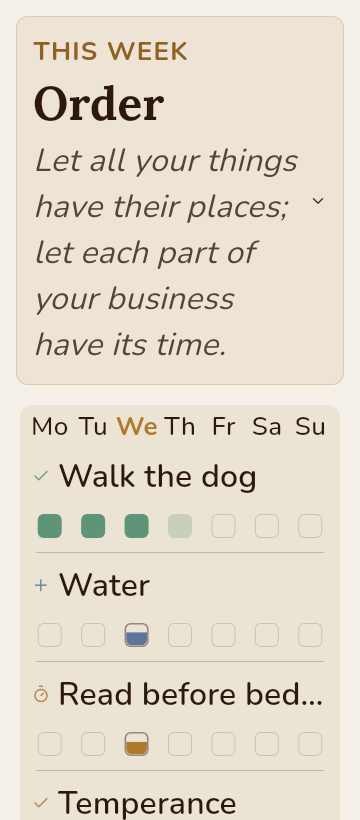 THIS WEEK
Order
Let all your things
have their places;
let each part of
your business
have its time.
Mo Tu We Th Fr Sa Su
Walk the dog
Water
Read before bed...
Temperance